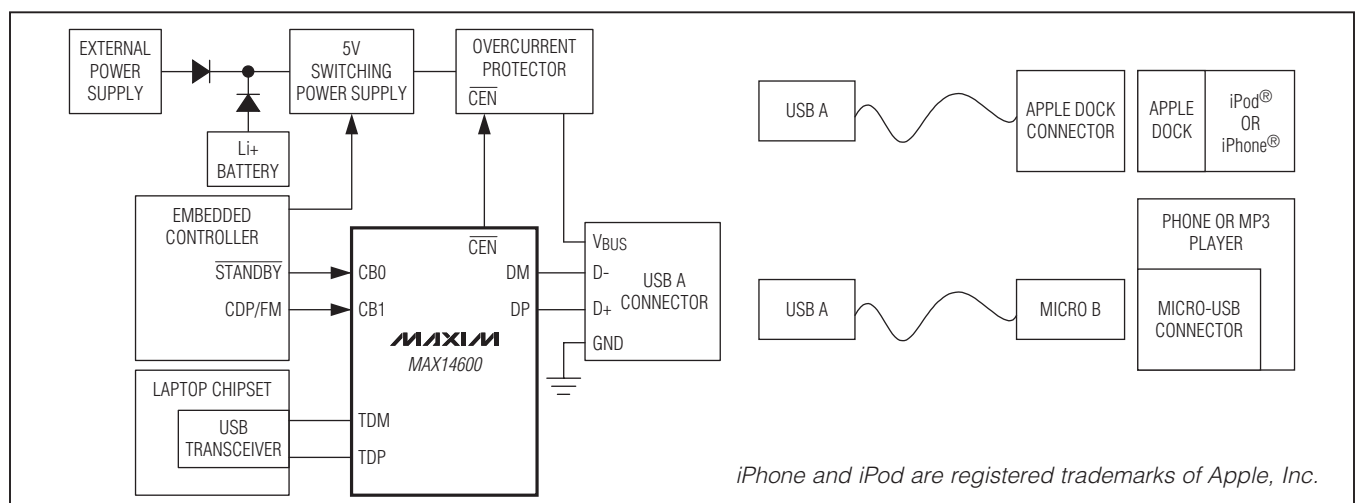 EXTERNAL
POWER
SUPPLY
5V
SWITCHING
POWER SUPPLY
OVERCURRENT
PROTECTOR
CEN
Li+
BATTERY
EMBEDDED
CONTROLLER
STANDBY
CDP/FM
CEN
CB0
CB1
DM
DP
MAXIM
MAX14600
TDM
TDP
LAPTOP CHIPSET
USB
TRANSCEIVER
VBUS
D-
D+
GND
USB A
CONNECTOR
USB A
APPLE DOCK
CONNECTOR
APPLE
DOCK
iPod®
OR
iPhone®
USB A
MICRO B
PHONE OR MP3
PLAYER
MICRO-USB
CONNECTOR
iPhone and iPod are registered trademarks of Apple, Inc.